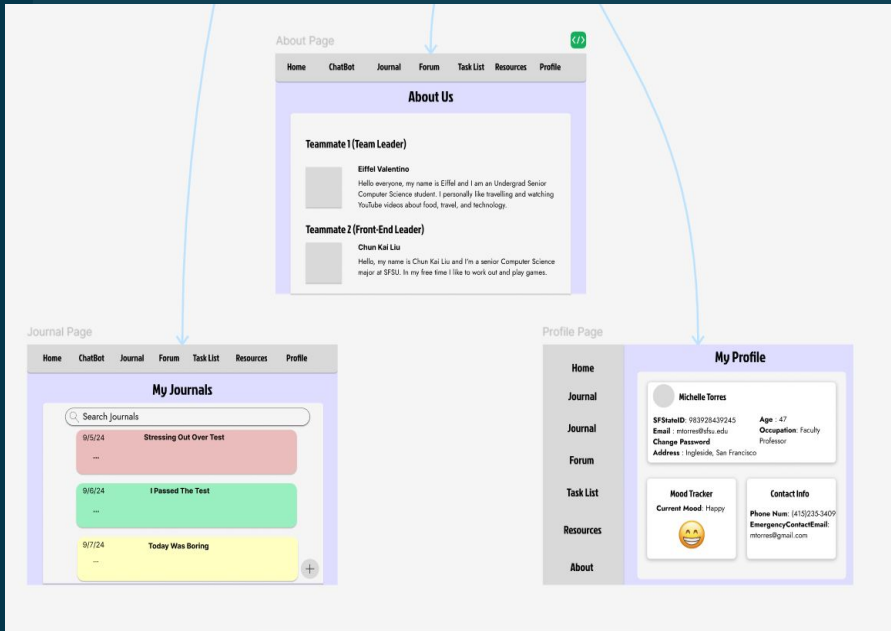 About Page
</>
Home ChatBot Journal Forum Task List Resources Profile
About Us
Teammate 1 (Team Leader)
Eiffel Valentino
Hello everyone, my name is Eiffel and I am an Undergrad Senior
Computer Science student. I personally like travelling and watching
YouTube videos about food, travel, and technology.
Teammate 2 (Front-End Leader)
Chun Kai Liu
Hello, my name is Chun Kai Liu and I'm a senior Computer Science
major at SFSU. In my free time I like to work out and play games.
Journal Page
Home ChatBot Journal Forum Task List Resources Profile
My Journals
Search Journals
9/5/24 Stressing Out Over Test
...
9/6/24 I Passed The Test
...
9/7/24 Today Was Boring
...
+
Profile Page
Home
Journal
Journal
Forum
Task List
Resources
About
My Profile
Michelle Torres
SFStateID: 983928439245
Email : mtorres@sfsu.edu
Change Password
Address : Ingleside, San Francisco
Age : 47
Occupation: Faculty
Professor
Mood Tracker
Current Mood: Happy
Contact Info
Phone Num: (415)235-3409
EmergencyContactEmail:
mtorres@gmail.com